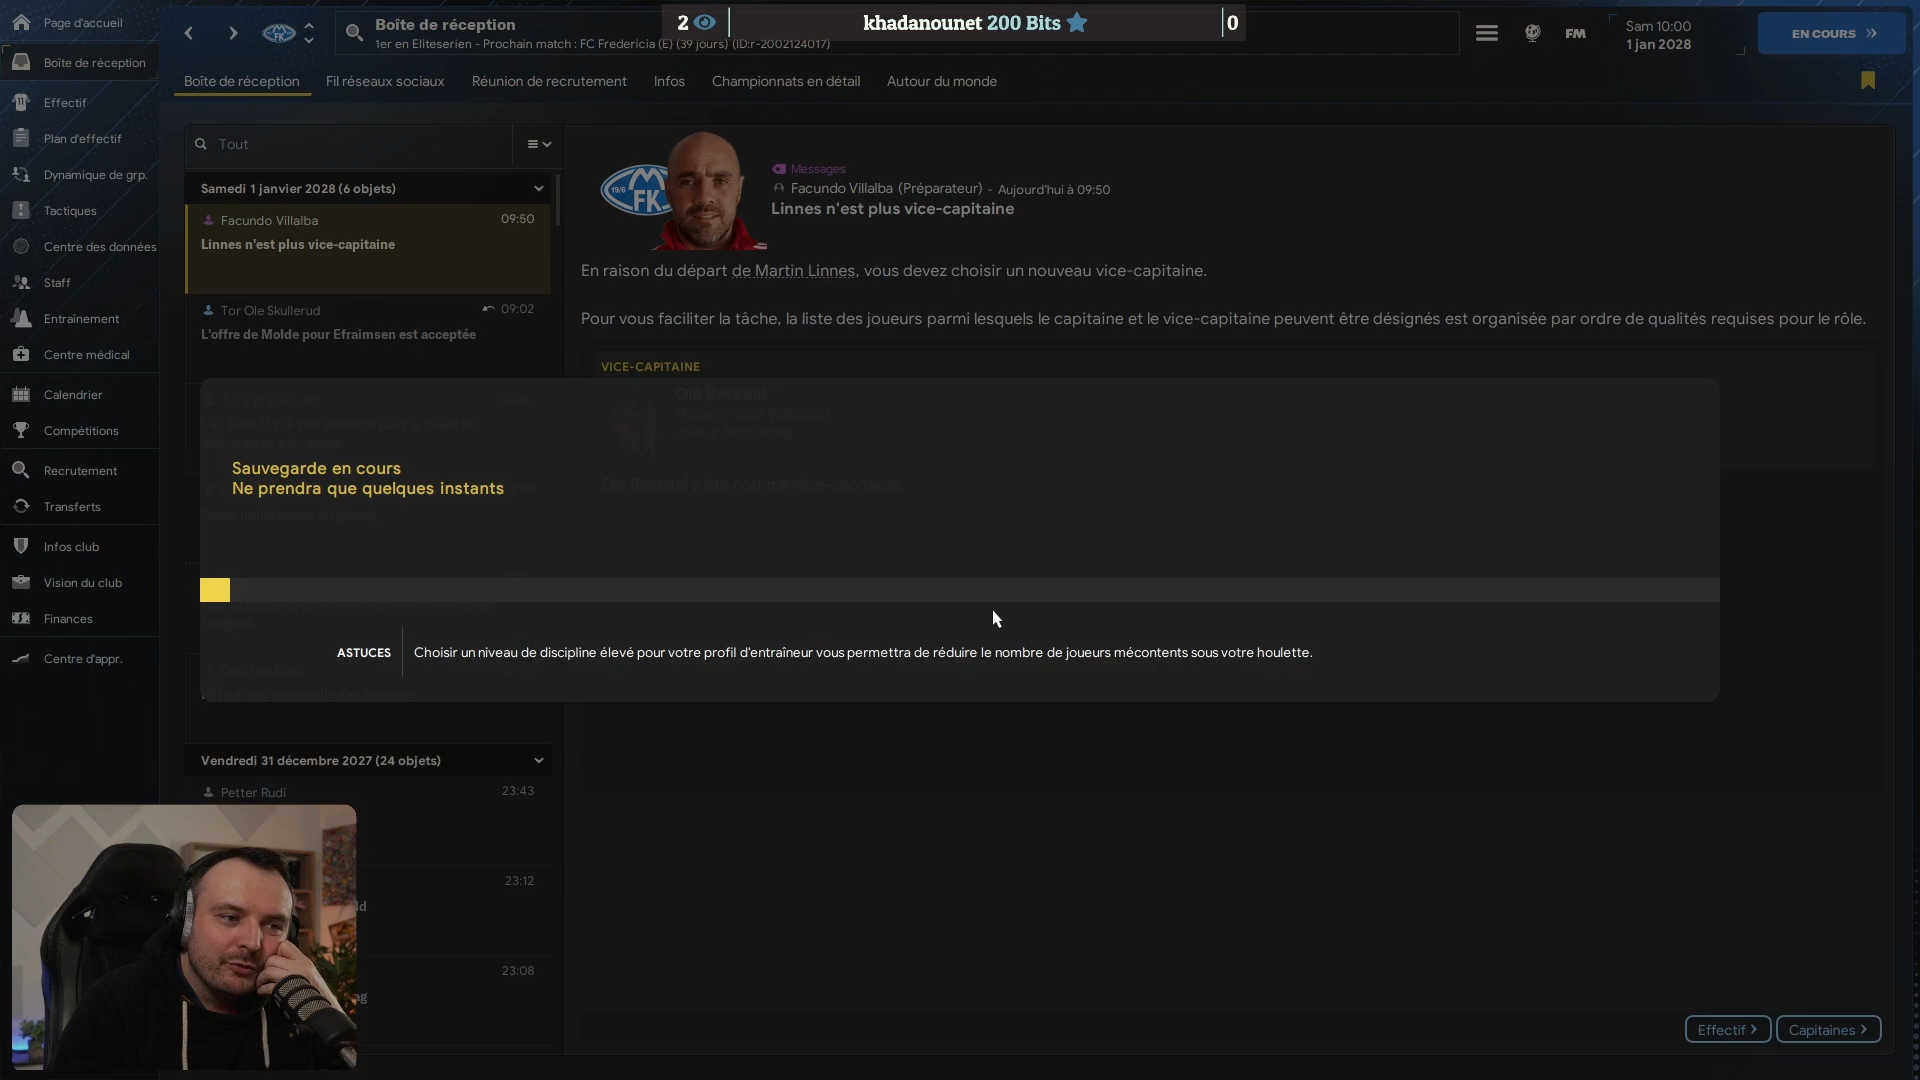 Page d'accueil
Boîte de réception
Effectif
Plan d'effectif
Dynamique de grp.
Tactiques
Centre des données
Staff
Entraînement
Centre médical
Calendrier
Compétitions
Recrutement
Transferts
Infos club
Vision du club
Finances
Centre d'appr.
Boîte de réception
1er en Eliteserien - Prochain match : FC Fredericia (E) (39 jours) (ID:r-2002124017)
2
khadanounet 200 Bits
0
FM
Sam 10:00
1 jan 2028
EN COURS
Boîte de réception
Fil réseaux sociaux
Réunion de recrutement
Infos
Championnats en détail
Autour du monde
Tout
Samedi 1 janvier 2028 (6 objets)
Facundo Villalba 09:50
Linnes n'est plus vice-capitaine
Tor Ole Skullerud 09:02
L'offre de Molde pour Efraimsen est acceptée
Messages
Facundo Villalba (Préparateur) - Aujourd'hui à 09:50
Linnes n'est plus vice-capitaine
En raison du départ de Martin Linnes, vous devez choisir un nouveau vice-capitaine.
Pour vous faciliter la tâche, la liste des joueurs parmi lesquels le capitaine et le vice-capitaine peuvent être désignés est organisée par ordre de qualités requises pour le rôle.
VICE-CAPITAINE
Ola Bekkdal
Ola Bekkdal a été nommé vice-capitaine.
Sauvegarde en cours
Ne prendra que quelques instants
ASTUCES
Choisir un niveau de discipline élevé pour votre profil d'entraîneur vous permettra de réduire le nombre de joueurs mécontents sous votre houlette.
Vendredi 31 décembre 2027 (24 objets)
Petter Rudi 23:43
23:12
23:08
Effectif
Capitaines